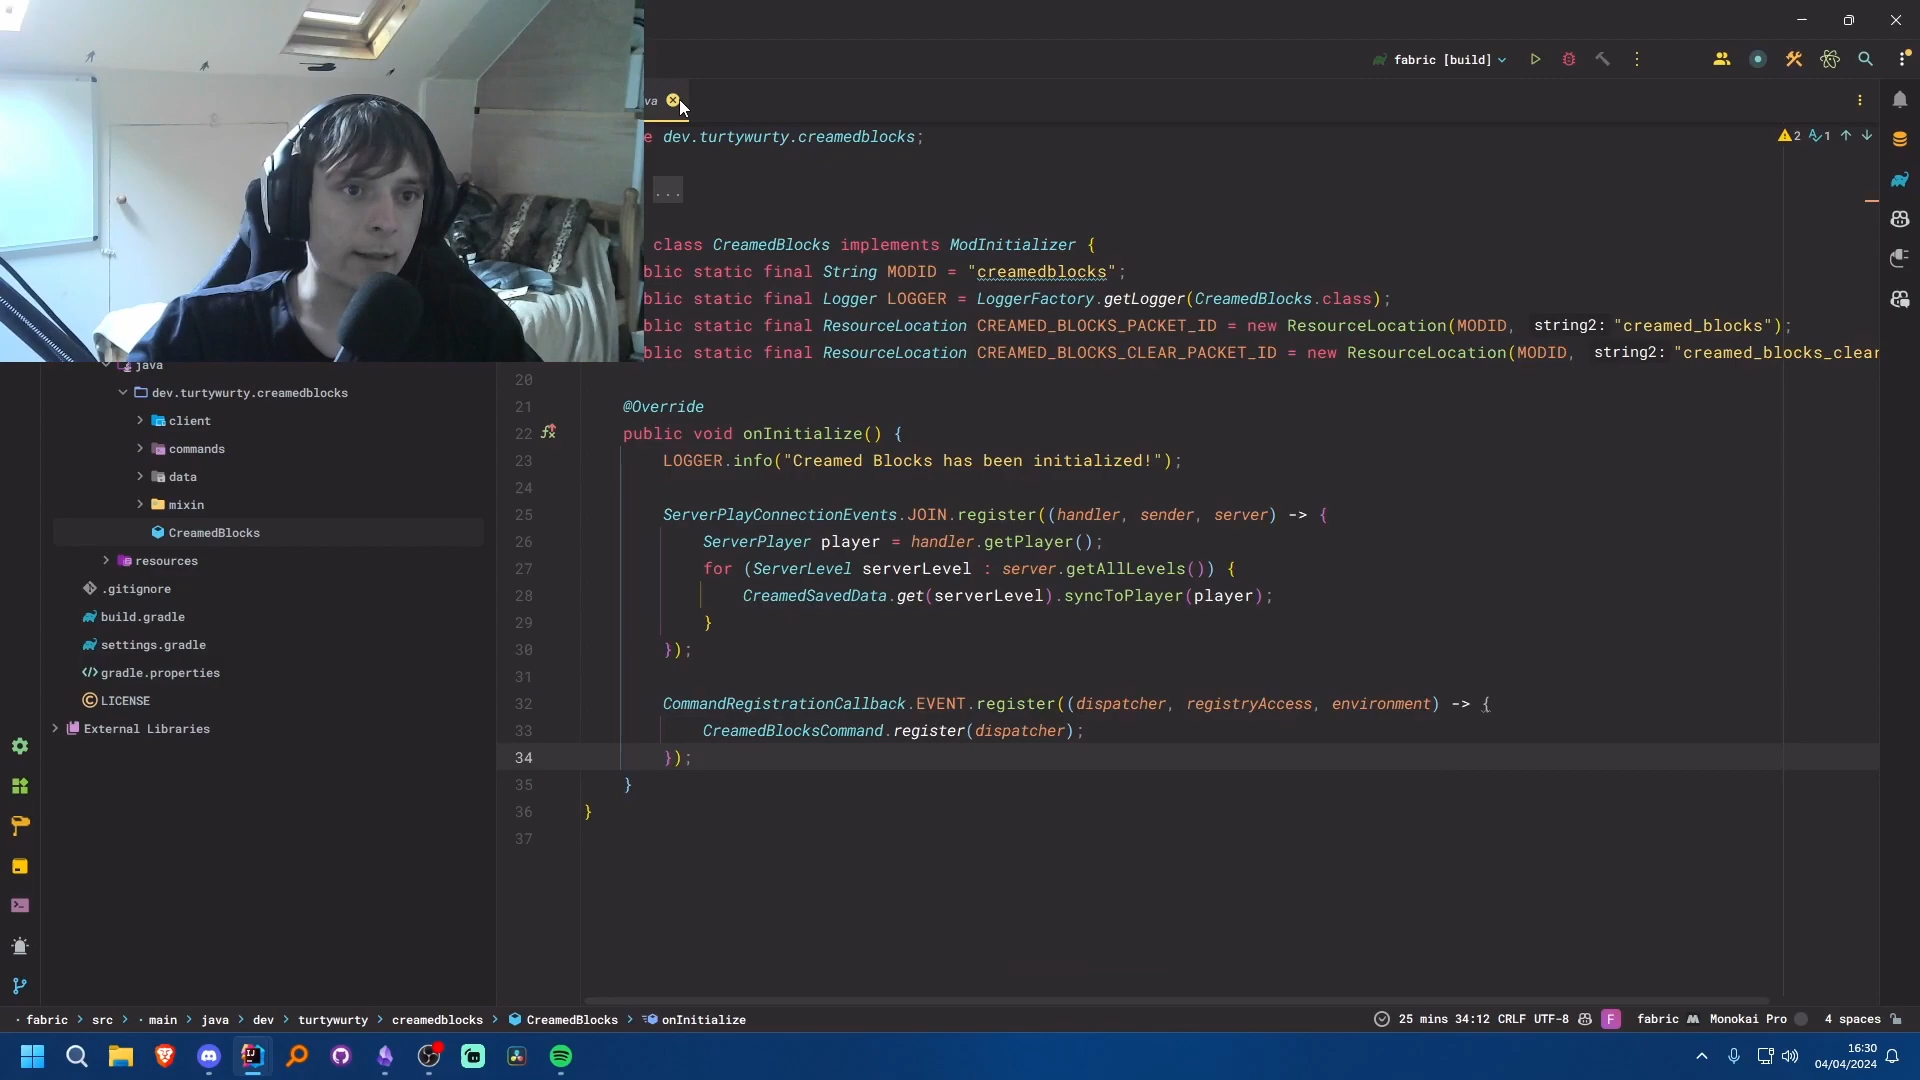 fabric [build]
va
e dev.turtywurty.creamedblocks;
2 1
...
class CreamedBlocks implements ModInitializer {
blic static final String MODID = "creamedblocks";
blic static final Logger LOGGER = LoggerFactory.getLogger(CreamedBlocks.class);
blic static final ResourceLocation CREAMED_BLOCKS_PACKET_ID = new ResourceLocation(MODID, string2: "creamed_blocks");
blic static final ResourceLocation CREAMED_BLOCKS_CLEAR_PACKET_ID = new ResourceLocation(MODID, string2: "creamed_blocks_clear
java
dev.turtywurty.creamedblocks
client
commands
data
mixin
CreamedBlocks
resources
.gitignore
build.gradle
settings.gradle
gradle.properties
LICENSE
External Libraries
20
21 @Override
22 public void onInitialize() {
23 LOGGER.info("Creamed Blocks has been initialized!");
24
25 ServerPlayConnectionEvents.JOIN.register((handler, sender, server) -> {
26 ServerPlayer player = handler.getPlayer();
27 for (ServerLevel serverLevel : server.getAllLevels()) {
28 CreamedSavedData.get(serverLevel).syncToPlayer(player);
29 }
30 });
31
32 CommandRegistrationCallback.EVENT.register((dispatcher, registryAccess, environment) -> {
33 CreamedBlocksCommand.register(dispatcher);
34 });
35 }
36 }
37
fabric > src > main > java > dev > turtywurty > creamedblocks > CreamedBlocks > onInitialize
25 mins 34:12 CRLF UTF-8 F fabric Monokai Pro 4 spaces
16:30
04/04/2024